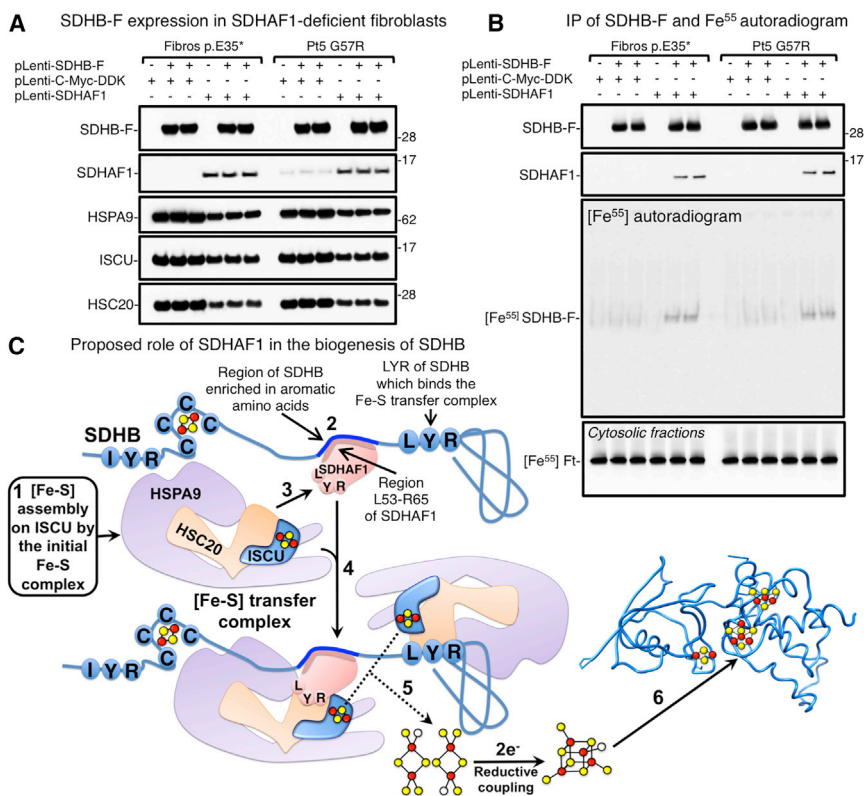 A SDHB-F expression in SDHAF1-deficient fibroblasts
Fibros p.E35* Pt5 G57R
pLenti-SDHB-F - + + - + + - + + - + +
pLenti-C-Myc-DDK + - + - - + + - + - - +
pLenti-SDHAF1 - - - + + + - - - + + +
SDHB-F- -28
SDHAF1- -17
HSPA9- -62
ISCU- -17
HSC20- -28
B IP of SDHB-F and Fe⁵⁵ autoradiogram
Fibros p.E35* Pt5 G57R
pLenti-SDHB-F - + + - + + - + + - + +
pLenti-C-Myc-DDK + - + - - + + - + - - +
pLenti-SDHAF1 - - - + + + - - - + + +
SDHB-F- -28
SDHAF1- -17
[Fe⁵⁵] autoradiogram
[Fe⁵⁵] SDHB-F-
Cytosolic fractions
[Fe⁵⁵] Ft-
C Proposed role of SDHAF1 in the biogenesis of SDHB
Region of SDHB
enriched in aromatic
amino acids
LYR of SDHB
which binds the
Fe-S transfer complex
SDHB
I Y R C C C C
2
L Y R
SDHAF1
L Y R
Region
L53-R65
of SDHAF1
1 [Fe-S]
assembly
on ISCU by
the initial
Fe-S
complex
HSPA9
HSC20
ISCU
3
4
[Fe-S] transfer
complex
I Y R C C C C
L Y R
L Y R
5
2e-
Reductive
coupling
6